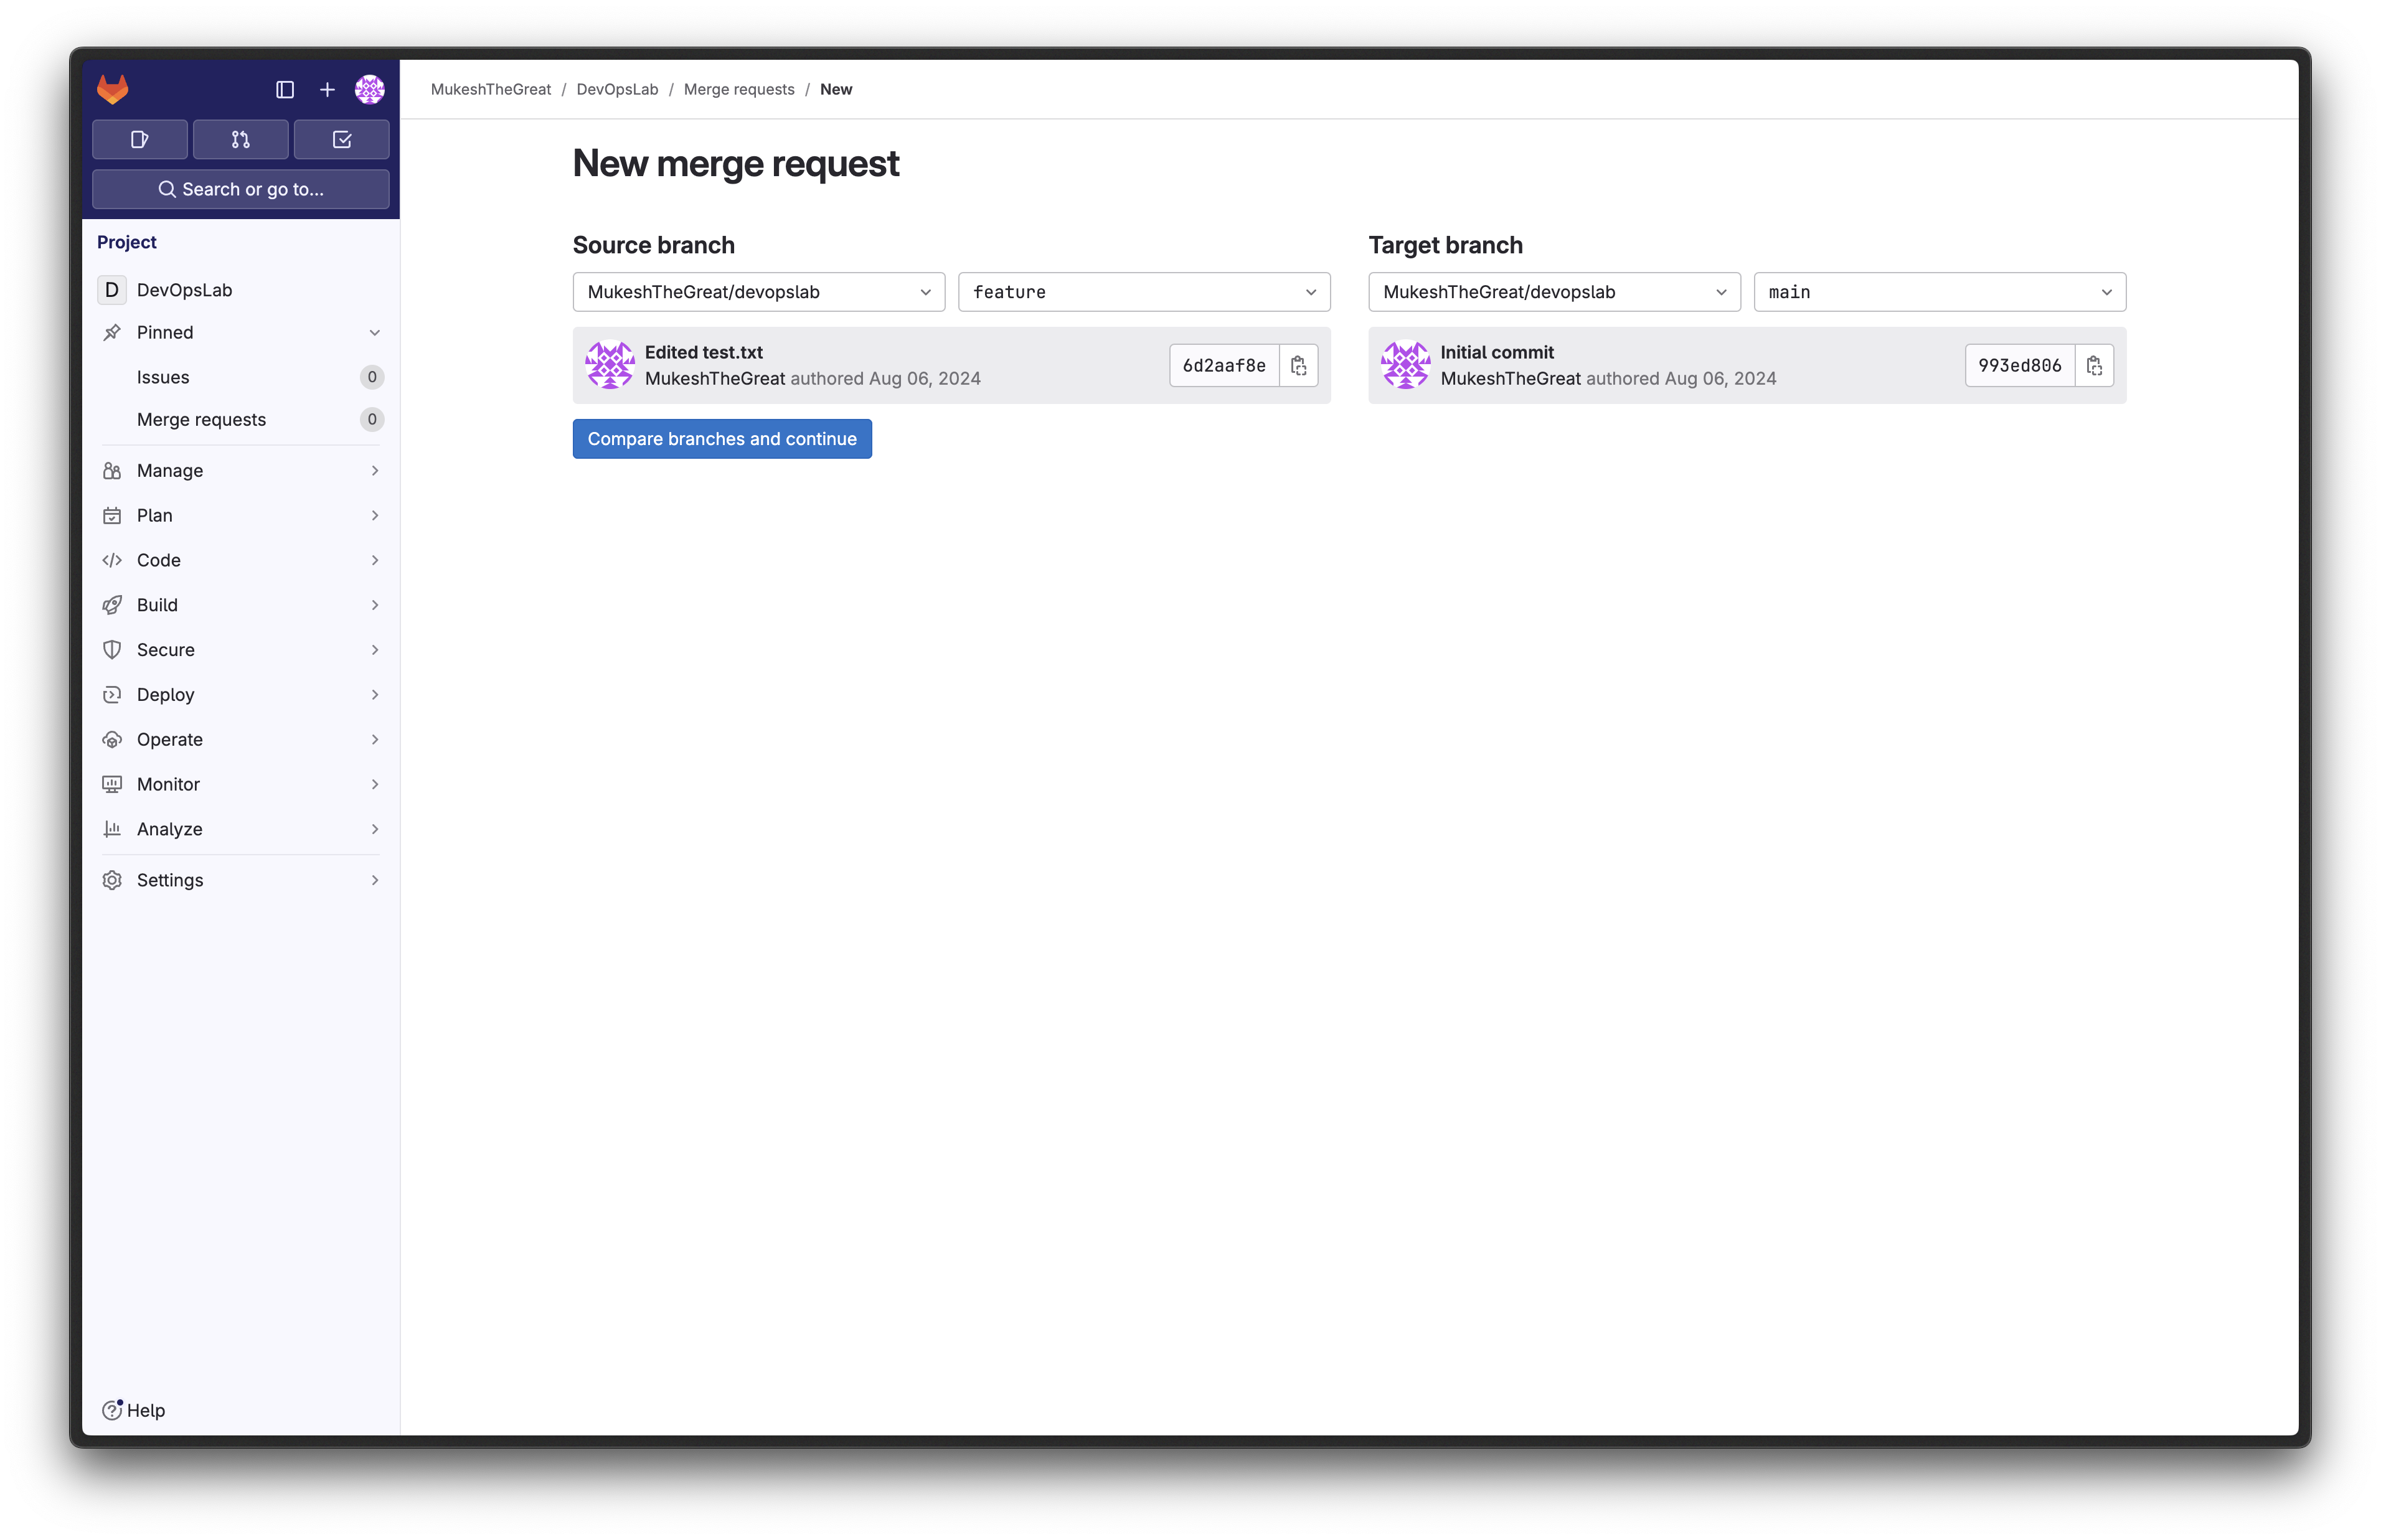 MukeshTheGreat / DevOpsLab / Merge requests / New
Search or go to...
Project
D DevOpsLab
Pinned
Issues 0
Merge requests 0
Manage
Plan
Code
Build
Secure
Deploy
Operate
Monitor
Analyze
Settings
Help
New merge request
Source branch
MukeshTheGreat/devopslab
feature
Edited test.txt
MukeshTheGreat authored Aug 06, 2024
6d2aaf8e
Target branch
MukeshTheGreat/devopslab
main
Initial commit
MukeshTheGreat authored Aug 06, 2024
993ed806
Compare branches and continue